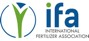 ifa
INTERNATIONAL
FERTILIZER ASSOCIATION